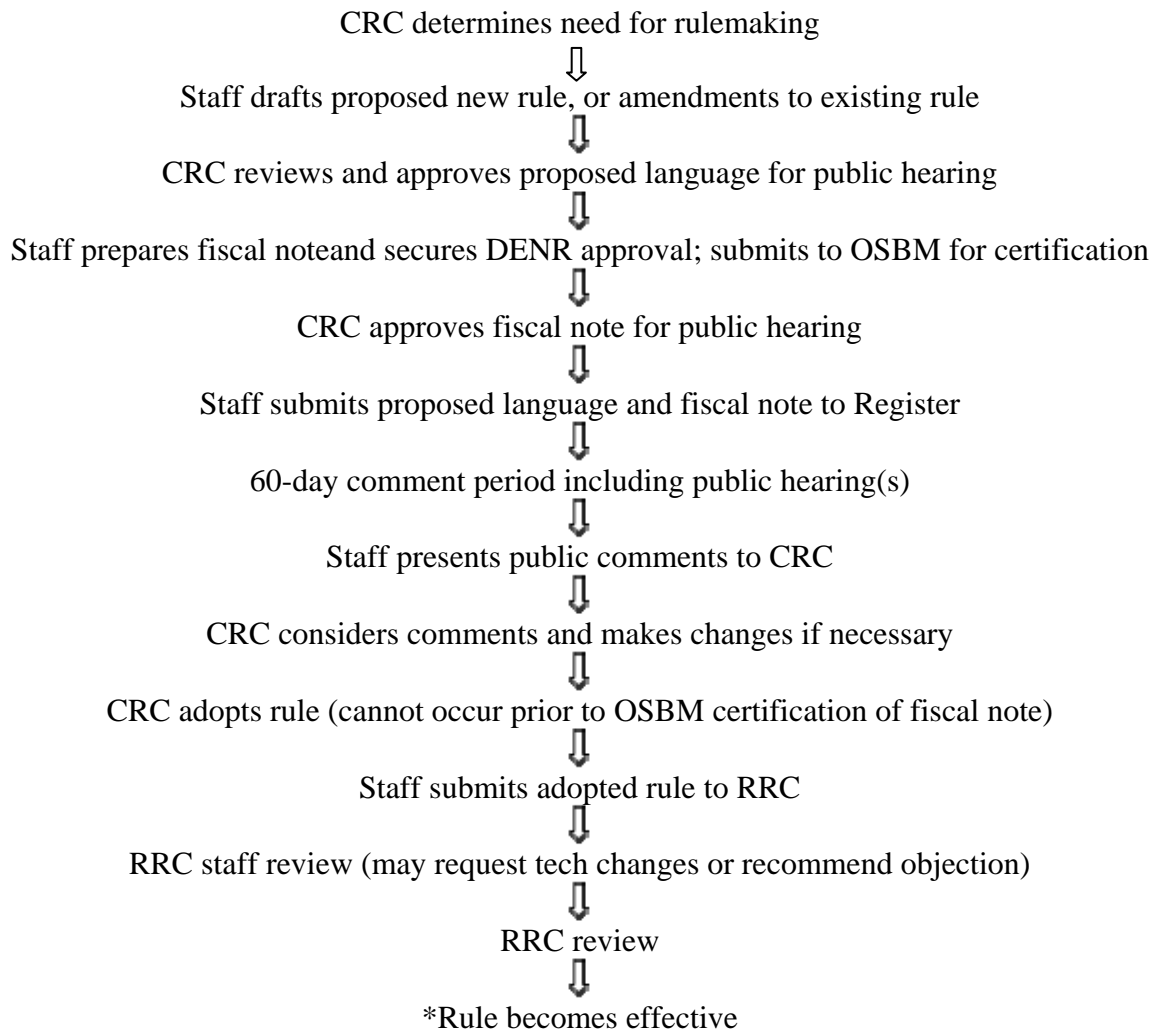 CRC determines need for rulemaking
Staff drafts proposed new rule, or amendments to existing rule
CRC reviews and approves proposed language for public hearing
Staff prepares fiscal noteand secures DENR approval; submits to OSBM for certification
CRC approves fiscal note for public hearing
Staff submits proposed language and fiscal note to Register
60-day comment period including public hearing(s)
Staff presents public comments to CRC
CRC considers comments and makes changes if necessary
CRC adopts rule (cannot occur prior to OSBM certification of fiscal note)
Staff submits adopted rule to RRC
RRC staff review (may request tech changes or recommend objection)
RRC review
*Rule becomes effective